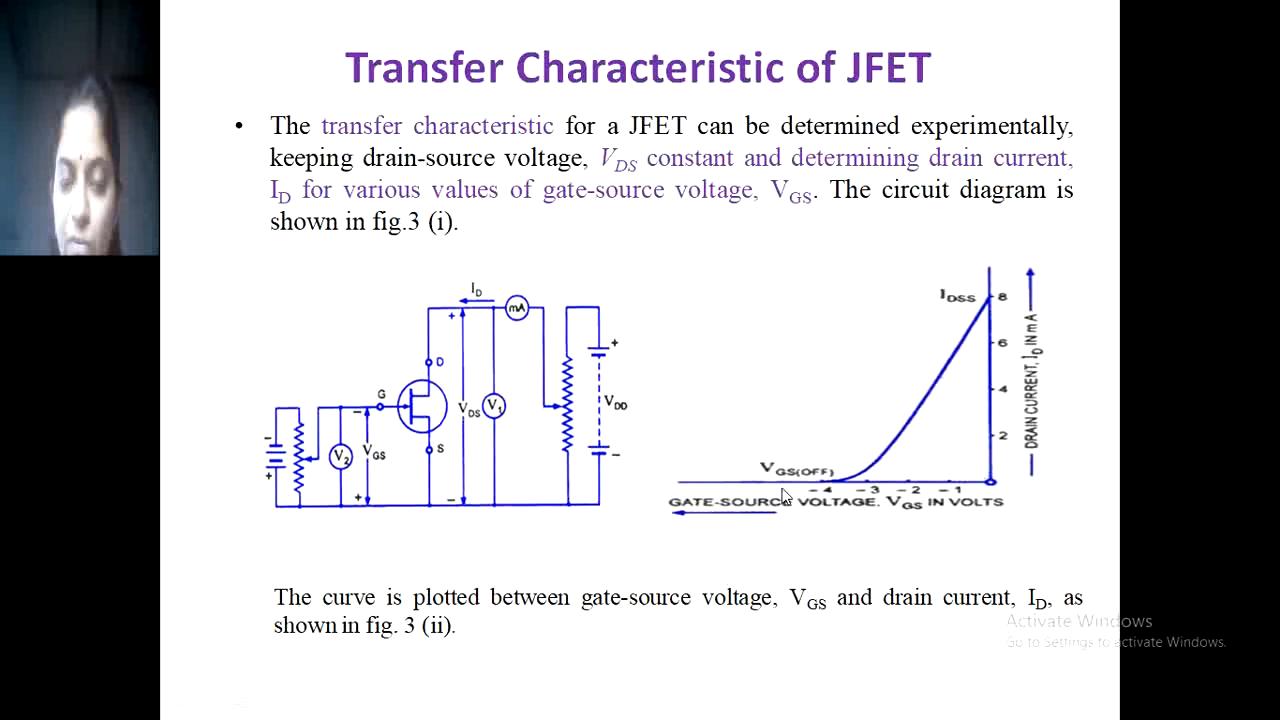 Transfer Characteristic of JFET
• The transfer characteristic for a JFET can be determined experimentally,
keeping drain-source voltage, VDS constant and determining drain current,
ID for various values of gate-source voltage, VGS. The circuit diagram is
shown in fig.3 (i).
ID
+
mA
D
G
S
VDS
V1
+
VDD
-
-
+
V2
-
VGS
+
-
IDSS
8
6
4
2
DRAIN CURRENT, ID IN mA
VGS(OFF)
-4 -3 -2 -1
GATE-SOURCE VOLTAGE, VGS IN VOLTS
The curve is plotted between gate-source voltage, VGS and drain current, ID, as
shown in fig. 3 (ii).
Activate Windows
Go to Settings to activate Windows.